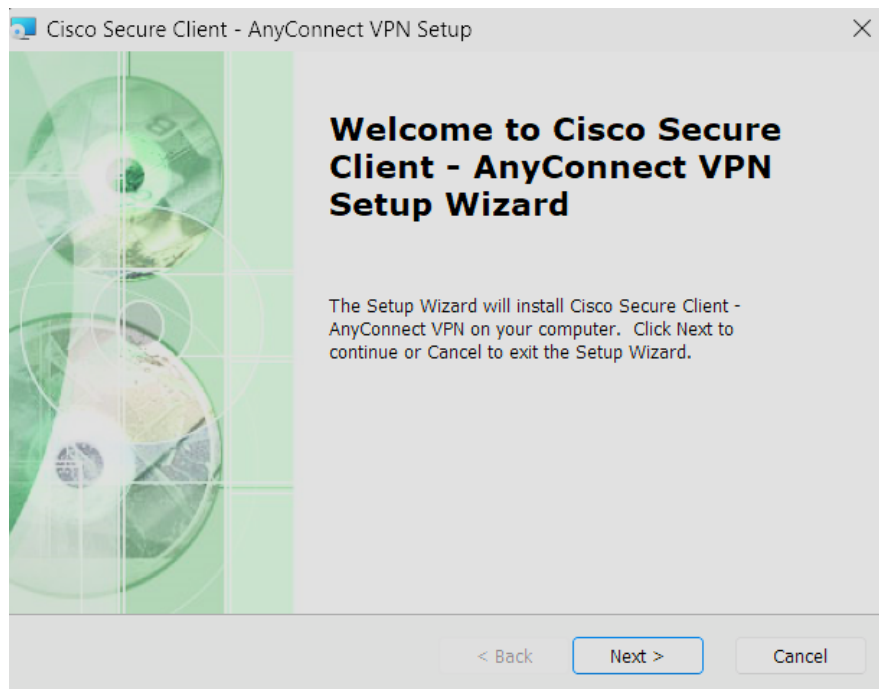 Cisco Secure Client - AnyConnect VPN Setup
Welcome to Cisco Secure
Client - AnyConnect VPN
Setup Wizard
The Setup Wizard will install Cisco Secure Client -
AnyConnect VPN on your computer.  Click Next to
continue or Cancel to exit the Setup Wizard.
< Back
Next >
Cancel